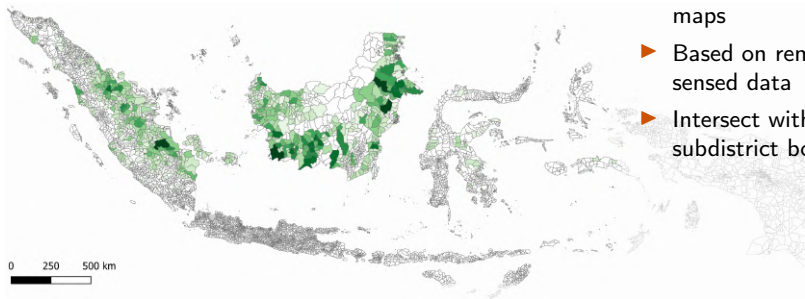 maps
Based on
sensed data
Intersect
subdistrict
0 250 500 km